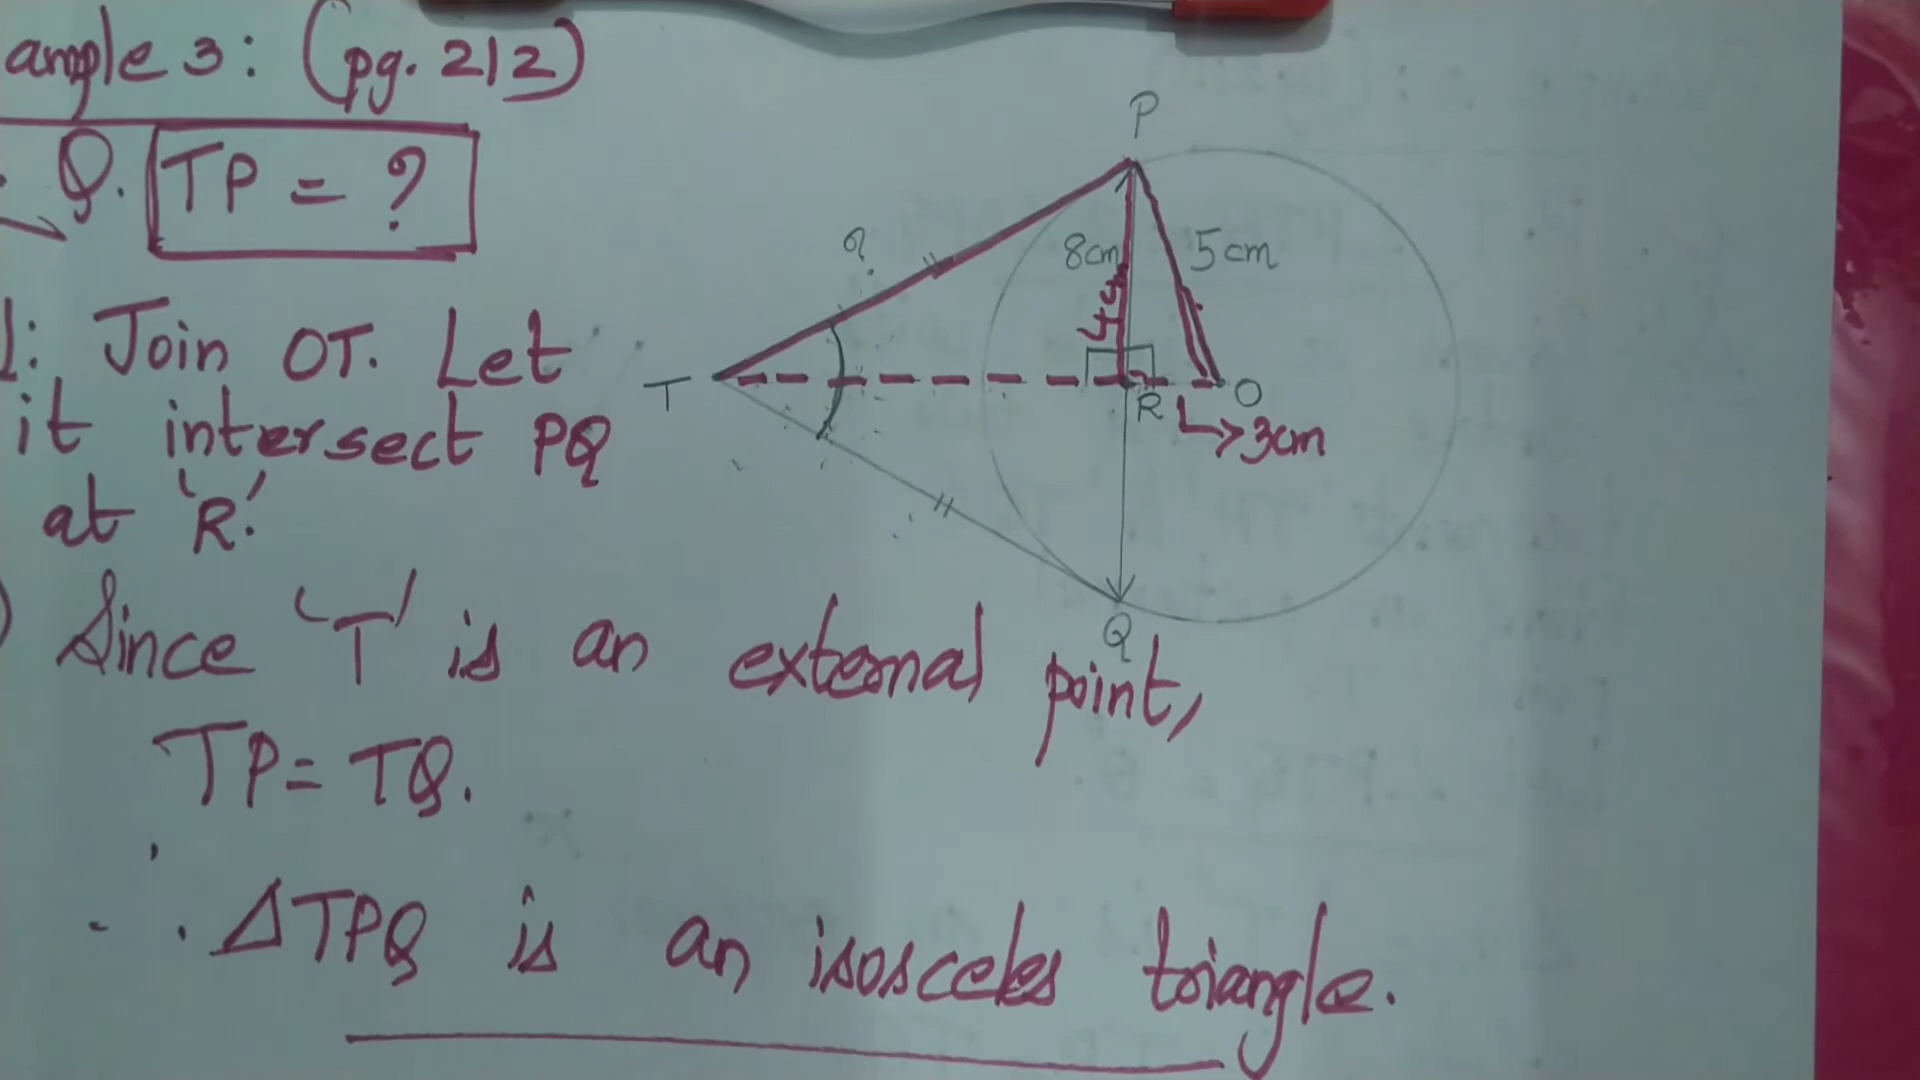 ample 3: (pg. 212)
Q. TP = ?
1: Join OT. Let
it intersect PQ
at 'R'.
P
?
8cm
5cm
4cm
T
R
O
3cm
Q
Since 'T' is an external point,
TP = TQ.
∴ ΔTPQ is an isosceles triangle.